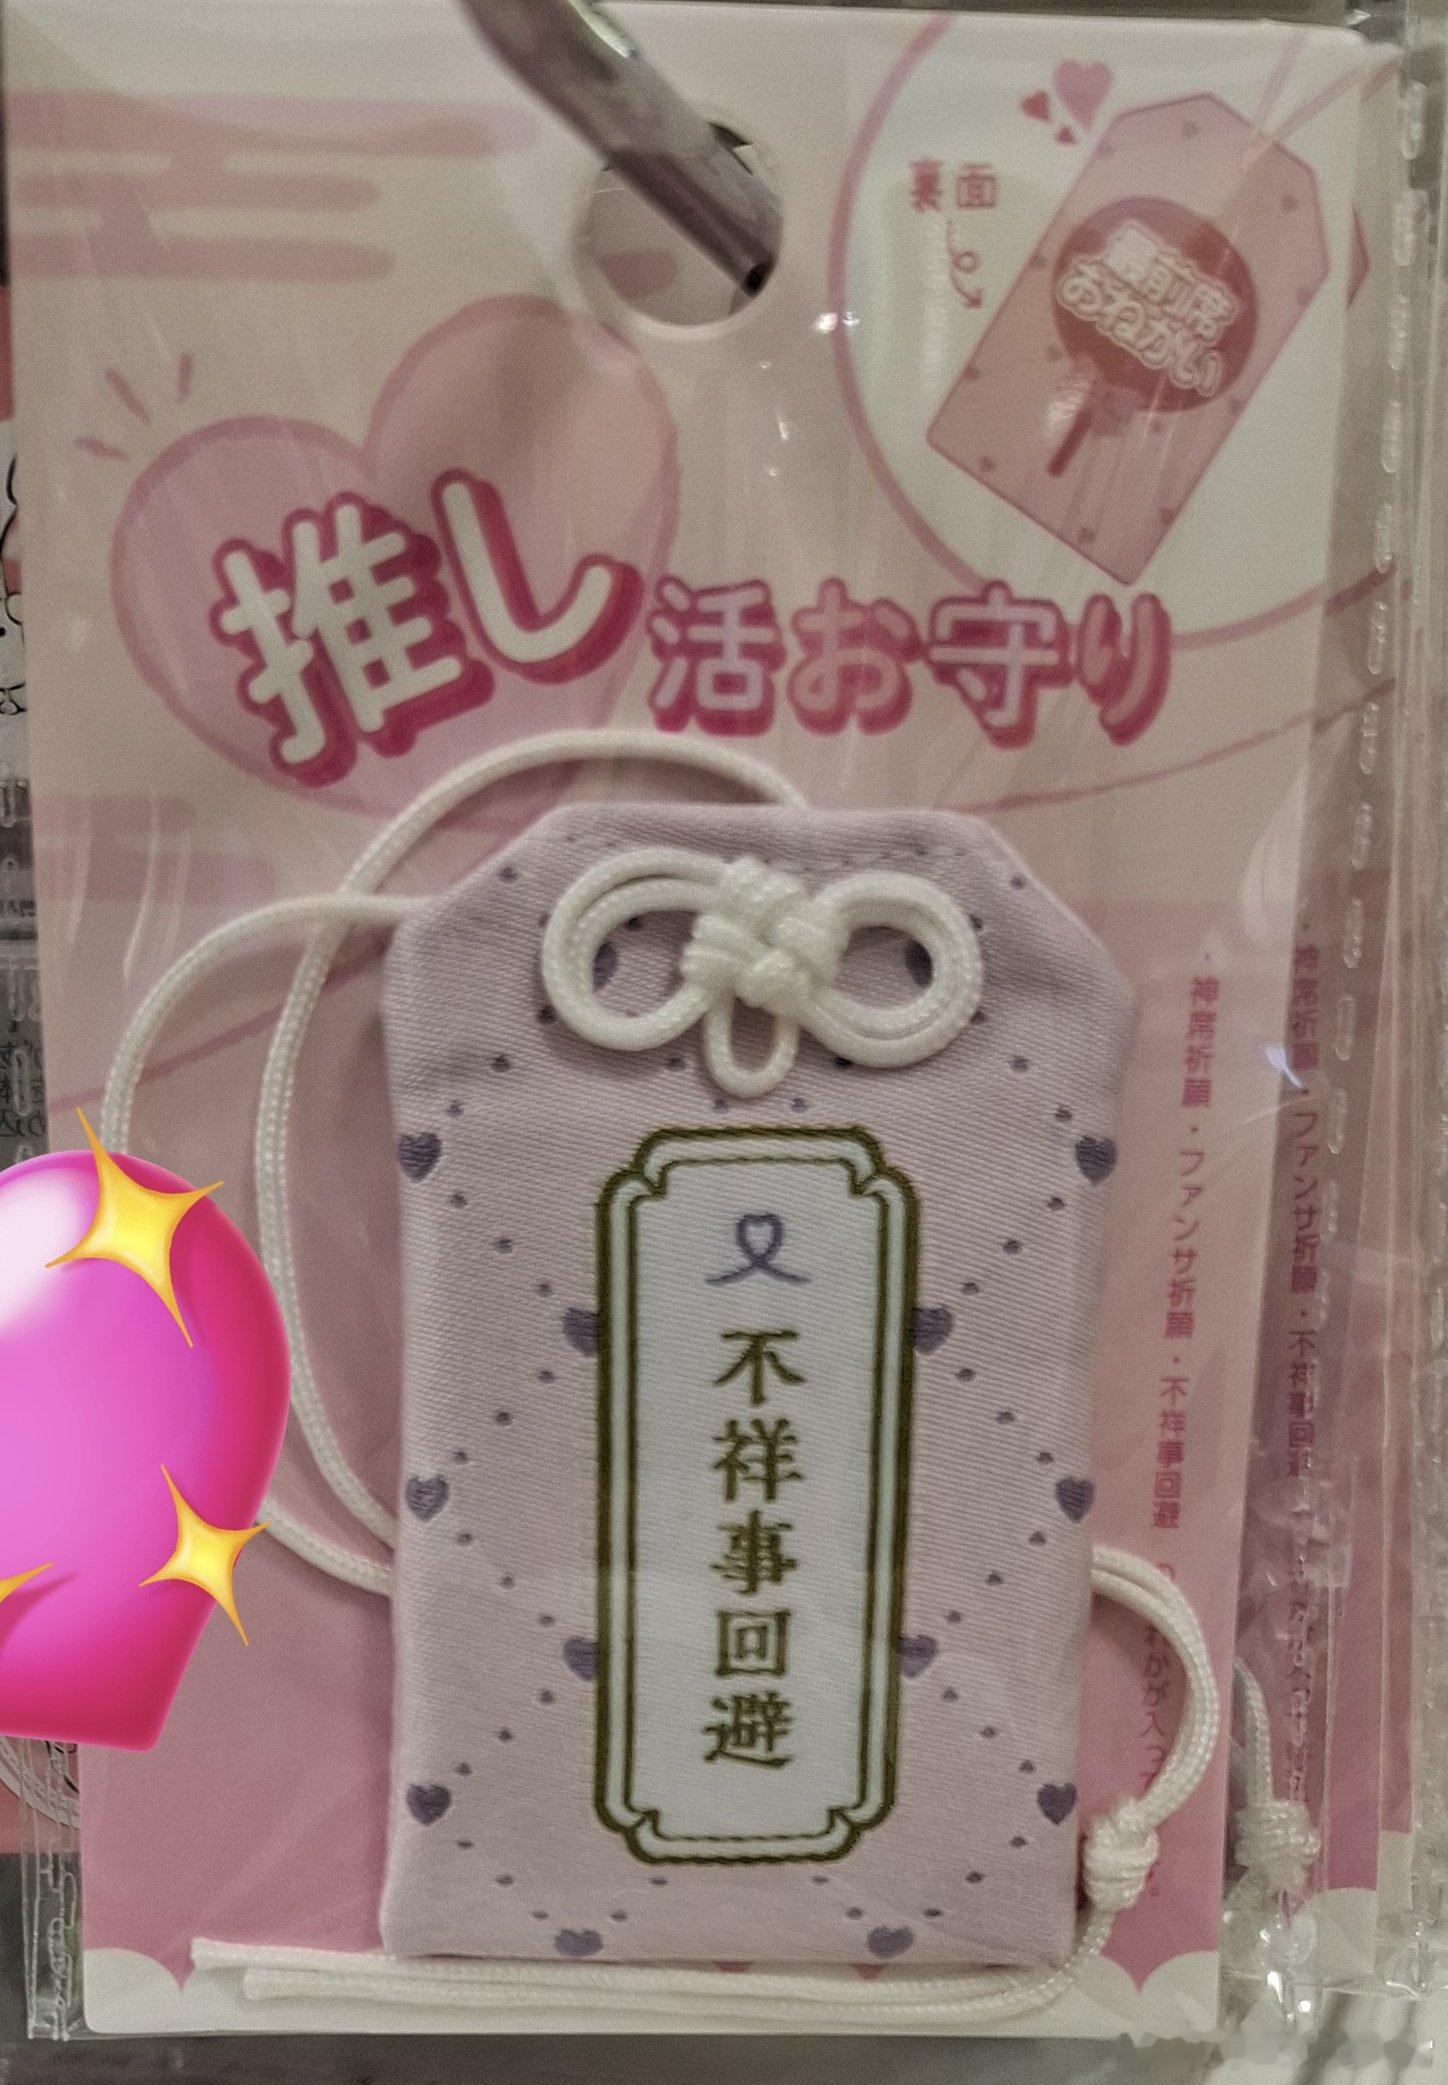 裏面
最前席
おねがい
推し活お守り
不祥事回避
・神席祈願・ファンサ祈願・不祥事回避
・神席祈願・ファンサ祈願・不祥事回避